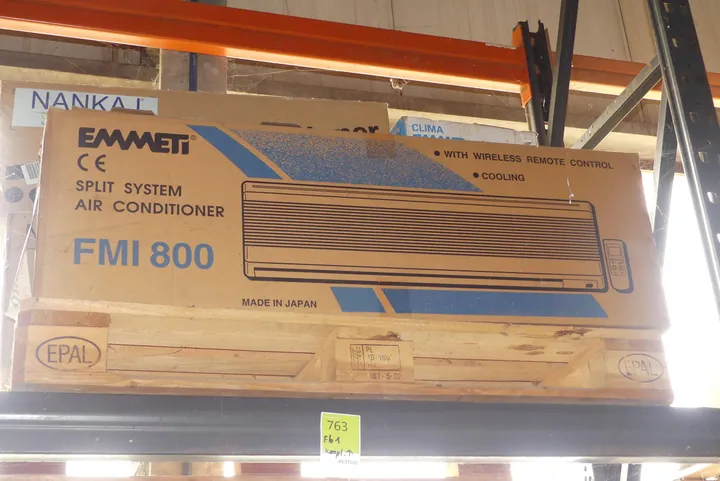 NANKAI
CLIMA
EMMETI®
CE
SPLIT SYSTEM
AIR CONDITIONER
FMI 800
• WITH WIRELESS REMOTE CONTROL
• COOLING
MADE IN JAPAN
EPAL
PL
EPAL
763